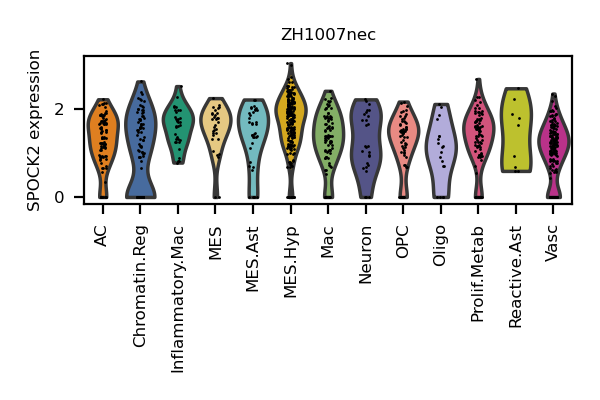 ZH1007nec
SPOCK2 expression
2
0
AC
Chromatin.Reg
Inflammatory.Mac
MES
MES.Ast
MES.Hyp
Mac
Neuron
OPC
Oligo
Prolif.Metab
Reactive.Ast
Vasc